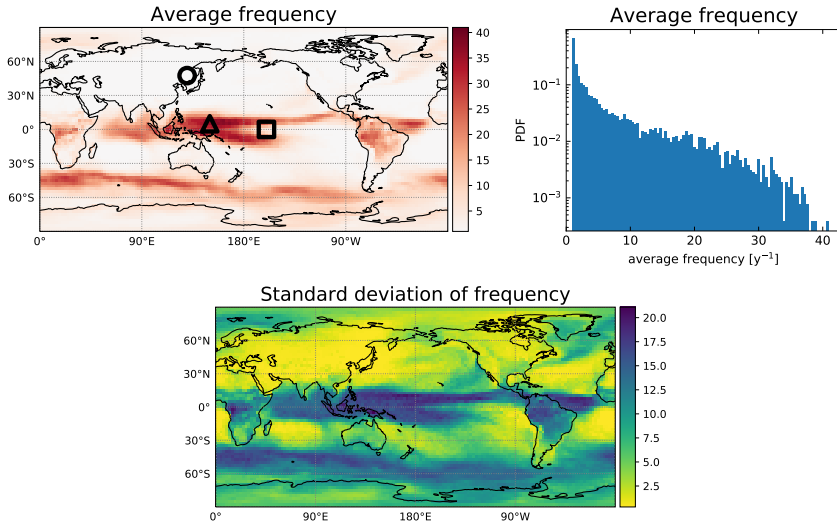 Average frequency
60°N
30°N
0°
30°S
60°S
0°
90°E
180°E
90°W
40
35
30
25
20
15
10
5
Average frequency
PDF
10⁻¹
10⁻²
10⁻³
0
10
20
30
40
average frequency [y⁻¹]
Standard deviation of frequency
60°N
30°N
0°
30°S
60°S
0°
90°E
180°E
90°W
20.0
17.5
15.0
12.5
10.0
7.5
5.0
2.5